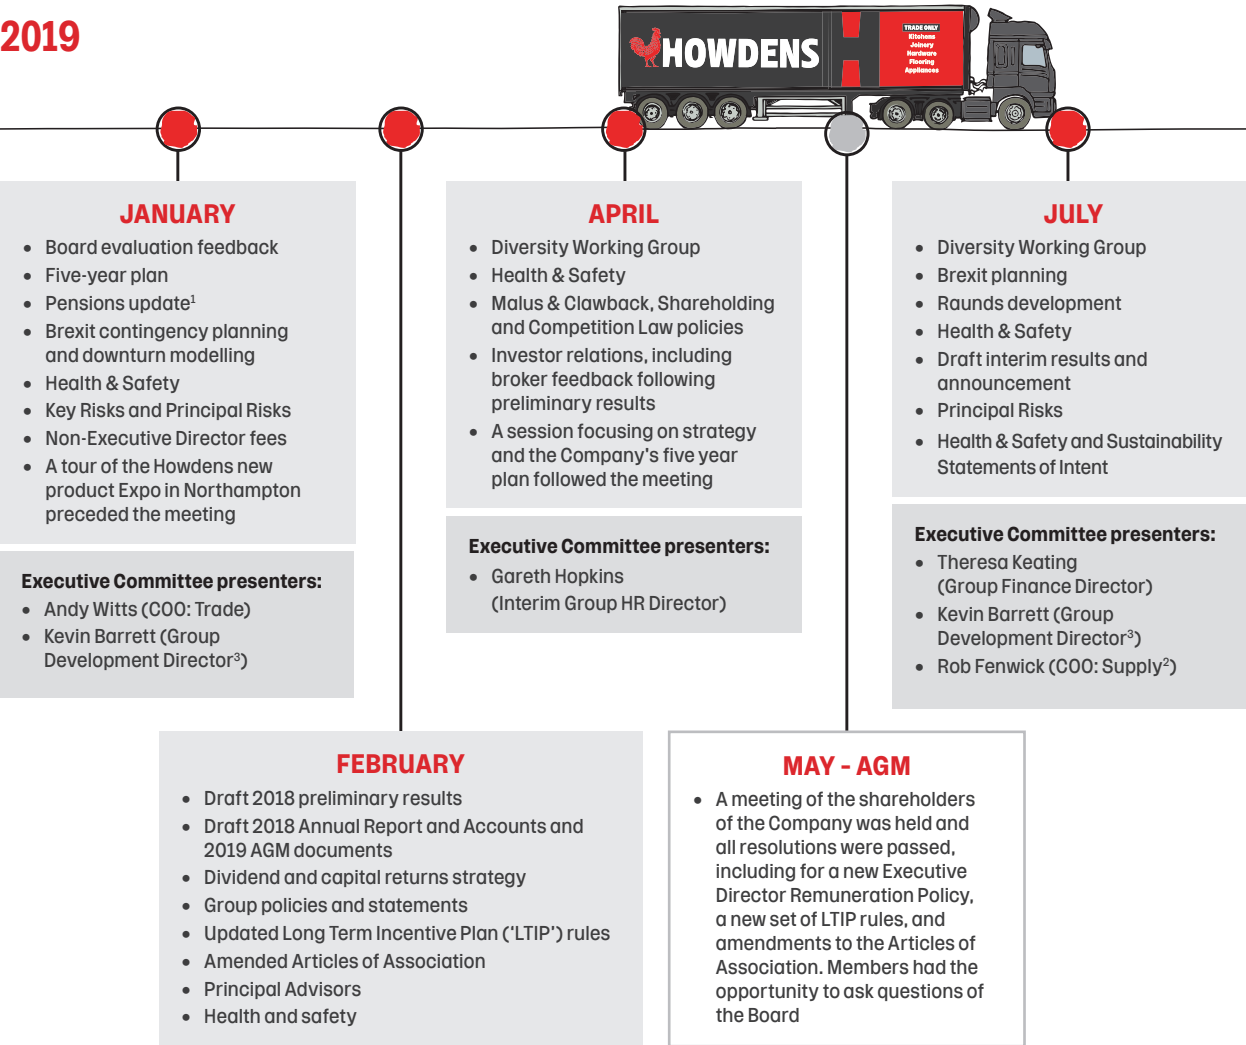 2019
HOWDENS
TRADE ONLY
Kitchens
Joinery
Hardware
Flooring
Appliances
JANUARY
• Board evaluation feedback
• Five-year plan
• Pensions update¹
• Brexit contingency planning
and downturn modelling
• Health & Safety
• Key Risks and Principal Risks
• Non-Executive Director fees
• A tour of the Howdens new
product Expo in Northampton
preceded the meeting
Executive Committee presenters:
• Andy Witts (COO: Trade)
• Kevin Barrett (Group
Development Director³)
FEBRUARY
• Draft 2018 preliminary results
• Draft 2018 Annual Report and Accounts and
2019 AGM documents
• Dividend and capital returns strategy
• Group policies and statements
• Updated Long Term Incentive Plan (‘LTIP’) rules
• Amended Articles of Association
• Principal Advisors
• Health and safety
APRIL
• Diversity Working Group
• Health & Safety
• Malus & Clawback, Shareholding
and Competition Law policies
• Investor relations, including
broker feedback following
preliminary results
• A session focusing on strategy
and the Company's five year
plan followed the meeting
Executive Committee presenters:
• Gareth Hopkins
(Interim Group HR Director)
MAY - AGM
• A meeting of the shareholders
of the Company was held and
all resolutions were passed,
including for a new Executive
Director Remuneration Policy,
a new set of LTIP rules, and
amendments to the Articles of
Association. Members had the
opportunity to ask questions of
the Board
JULY
• Diversity Working Group
• Brexit planning
• Raunds development
• Health & Safety
• Draft interim results and
announcement
• Principal Risks
• Health & Safety and Sustainability
Statements of Intent
Executive Committee presenters:
• Theresa Keating
(Group Finance Director)
• Kevin Barrett (Group
Development Director³)
• Rob Fenwick (COO: Supply²)